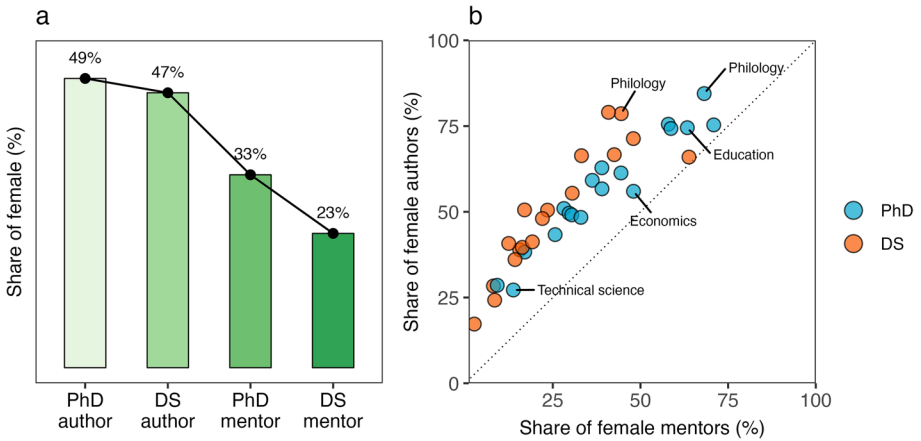 a
49%
47%
33%
23%
Share of female (%)
PhD
author
DS
author
PhD
mentor
DS
mentor
b
100
75
50
25
0
Share of female authors (%)
Philology
Philology
Education
Economics
Technical science
25
50
75
100
Share of female mentors (%)
PhD
DS